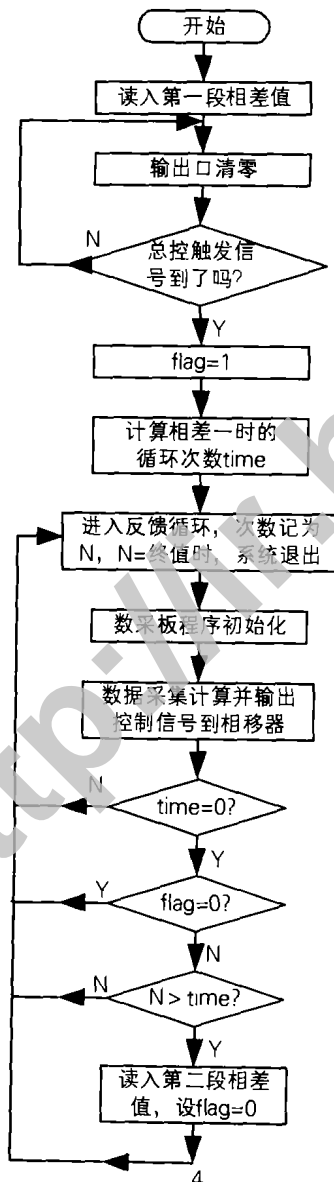 开始
读入第一段相差值
输出口清零
N
总控触发信
号到了吗?
Y
flag=1
计算相差一时的
循环次数time
进入反馈循环，次数记为
N，N=终值时，系统退出
数采板程序初始化
数据采集计算并输出
控制信号到相移器
N
time=0?
Y
Y
flag=0?
N
N
N > time?
Y
读入第二段相差
值，设flag=0
4
http://ir.